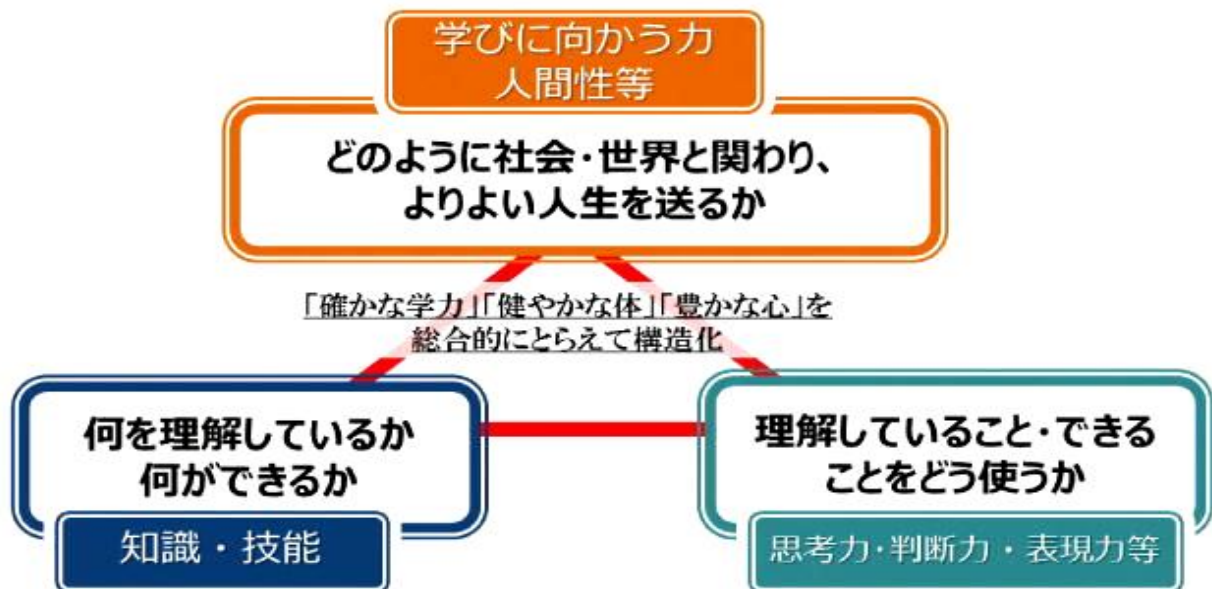 学びに向かう力
人間性等
どのように社会・世界と関わり、
よりよい人生を送るか
「確かな学力」「健やかな体」「豊かな心」を
総合的にとらえて構造化
何を理解しているか
何ができるか
知識・技能
理解していること・できる
ことをどう使うか
思考力・判断力・表現力等